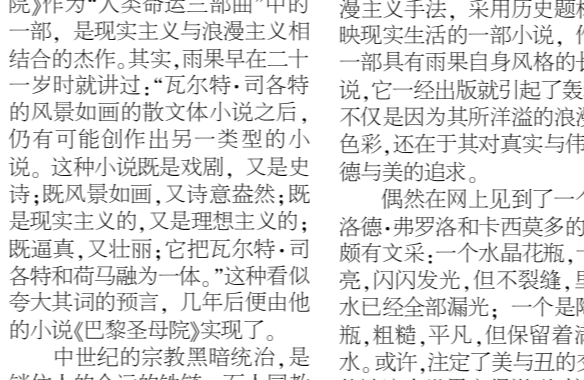 院》作为“人类命运三部曲”中的
一部，是现实主义与浪漫主义相
结合的杰作。其实,雨果早在二十
一岁时就讲过:“瓦尔特·司各特
的风景如画的散文体小说之后，
仍有可能创作出另一类型的小
说。这种小说既是戏剧，又是史
诗;既风景如画,又诗意盎然;既
是现实主义的,又是理想主义的;
既逼真,又壮丽;它把瓦尔特·司
各特和荷马融为一体。”这种看似
夸大其词的预言，几年后便由他
的小说《巴黎圣母院》实现了。
中世纪的宗教黑暗统治,是
漫主义手法，采用历史题
映现实生活的一部小说，
一部具有雨果自身风格的
说,它一经出版就引起了轰
不仅是因为其所洋溢的浪漫
色彩,还在于其对真实与伟
德与美的追求。
偶然在网上见到了一个
洛德·弗罗洛和卡西莫多的
颇有文采:一个水晶花瓶,
亮,闪闪发光,但不裂缝,
水已经全部漏光；一个是
瓶,粗糙,平凡,但保留着
水。或许,注定了美与丑的